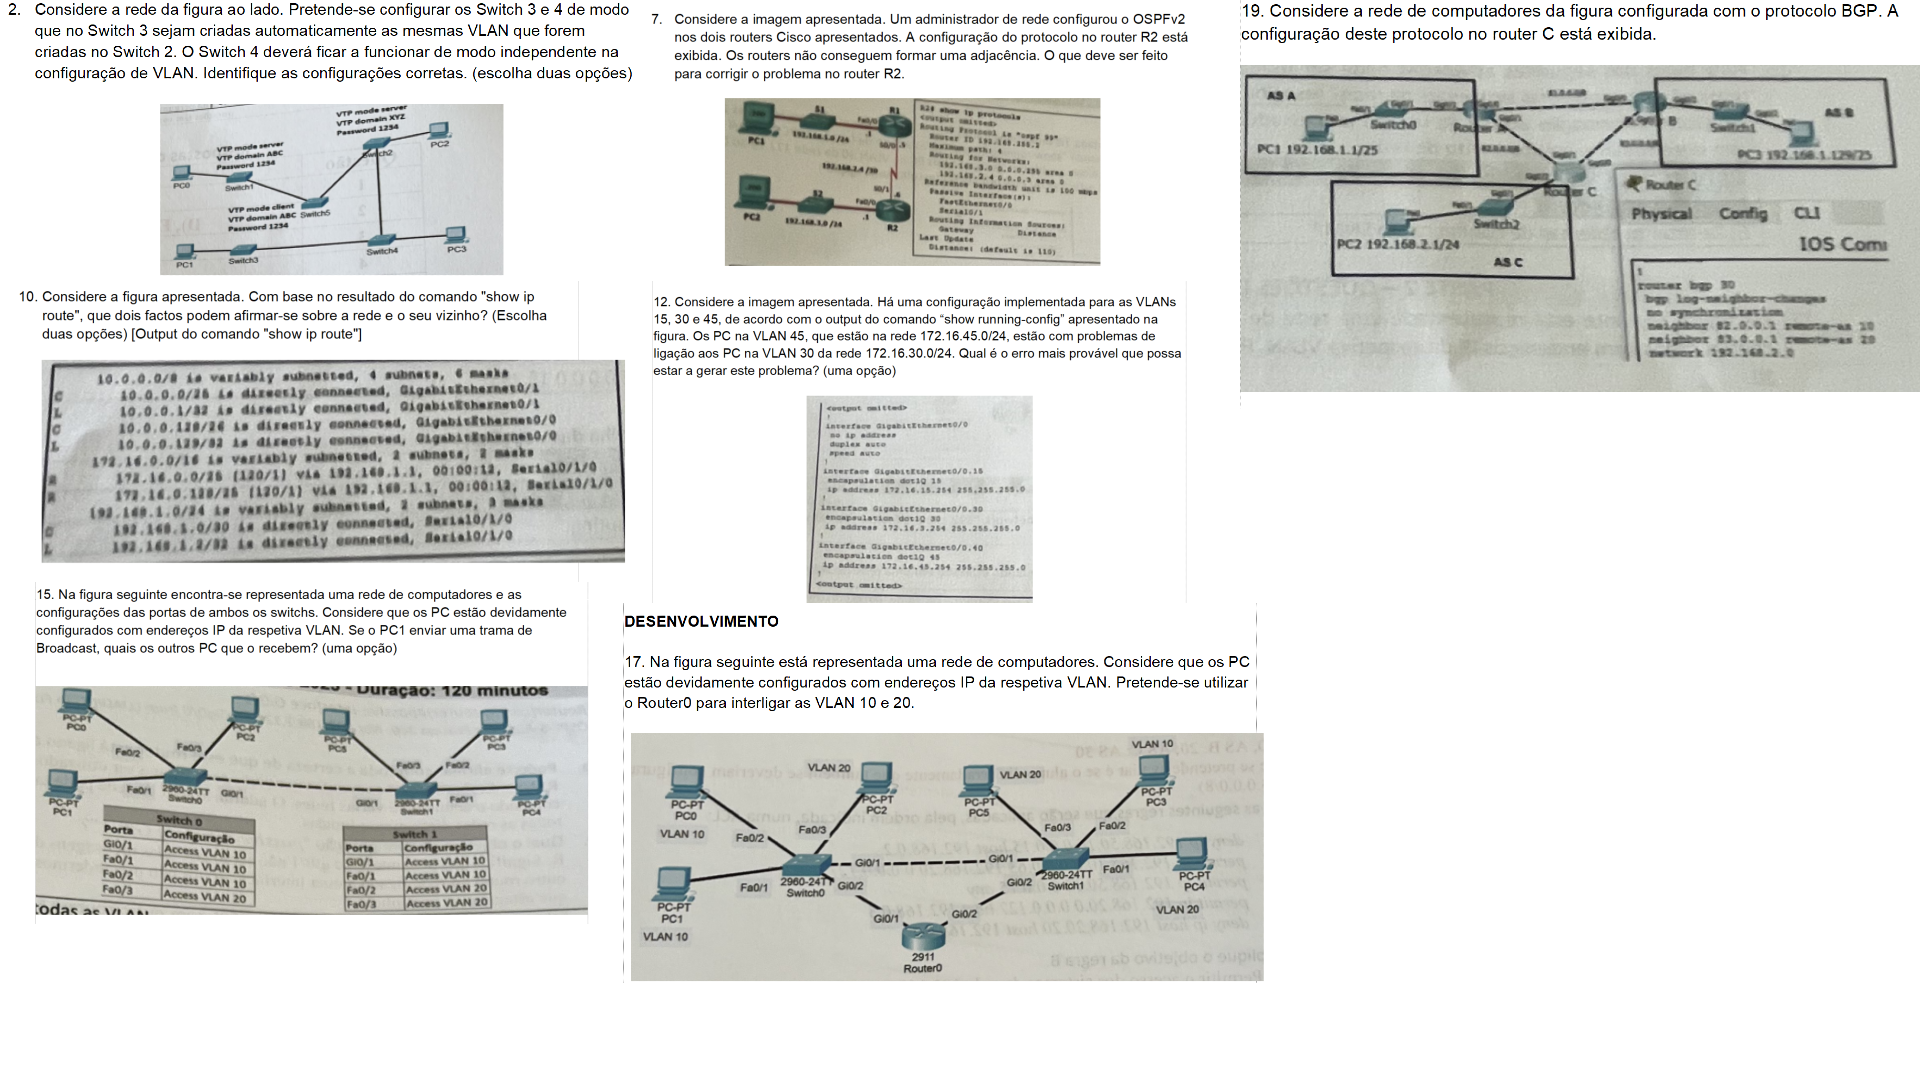 2. Considere a rede da figura ao lado. Pretende-se configurar os Switch 3 e 4 de modo
que no Switch 3 sejam criadas automaticamente as mesmas VLAN que forem
criadas no Switch 2. O Switch 4 deverá ficar a funcionar de modo independente na
configuração de VLAN. Identifique as configurações corretas. (escolha duas opções)
VTP mode server
VTP domain XYZ
Password 1234
PC2
Switch2
VTP mode server
VTP domain ABC
Password 1234
PC0
Switch1
VTP mode client
VTP domain ABC Switch5
Password 1234
PC1
Switch3
Switch4
PC3
7. Considere a imagem apresentada. Um administrador de rede configurou o OSPFv2
nos dois routers Cisco apresentados. A configuração do protocolo no router R2 está
exibida. Os routers não conseguem formar uma adjacência. O que deve ser feito
para corrigir o problema no router R2.
PC1
S1
R1
192.168.1.0 /24
Fa0/0
.1
S0/0
.5
192.168.2.4 /30
S0/1
.6
PC2
S2
Fa0/0
.1
R2
192.168.3.0 /24
R2# show ip protocols
<output omitted>
Routing Protocol is "ospf 99"
Router ID 192.168.255.2
Maximum path: 4
Routing for Networks:
192.168.3.0 0.0.0.255 area 0
192.168.2.4 0.0.0.3 area 0
Reference bandwidth unit is 100 mbps
Passive Interface(s):
FastEthernet0/0
Serial0/1
Routing Information Sources:
Gateway Distance
Last Update
Distance: (default is 110)
10. Considere a figura apresentada. Com base no resultado do comando "show ip
route", que dois factos podem afirmar-se sobre a rede e o seu vizinho? (Escolha
duas opções) [Output do comando "show ip route"]
10.0.0.0/8 is variably subnetted, 4 subnets, 6 masks
C 10.0.0.0/26 is directly connected, GigabitEthernet0/1
L 10.0.0.1/32 is directly connected, GigabitEthernet0/1
C 10.0.0.128/26 is directly connected, GigabitEthernet0/0
L 10.0.0.129/32 is directly connected, GigabitEthernet0/0
172.16.0.0/16 is variably subnetted, 2 subnets, 2 masks
R 172.16.0.0/26 [120/1] via 192.168.1.1, 00:00:12, Serial0/1/0
R 172.16.0.128/26 [120/1] via 192.168.1.1, 00:00:12, Serial0/1/0
192.168.1.0/24 is variably subnetted, 2 subnets, 3 masks
C 192.168.1.0/30 is directly connected, Serial0/1/0
L 192.168.1.2/32 is directly connected, Serial0/1/0
12. Considere a imagem apresentada. Há uma configuração implementada para as VLANs
15, 30 e 45, de acordo com o output do comando “show running-config” apresentado na
figura. Os PC na VLAN 45, que estão na rede 172.16.45.0/24, estão com problemas de
ligação aos PC na VLAN 30 da rede 172.16.30.0/24. Qual é o erro mais provável que possa
estar a gerar este problema? (uma opção)
<output omitted>
!
interface GigabitEthernet0/0
no ip address
duplex auto
speed auto
!
interface GigabitEthernet0/0.15
encapsulation dot1Q 15
ip address 172.16.15.254 255.255.255.0
!
interface GigabitEthernet0/0.30
encapsulation dot1Q 30
ip address 172.16.3.254 255.255.255.0
!
interface GigabitEthernet0/0.40
encapsulation dot1Q 45
ip address 172.16.45.254 255.255.255.0
!
<output omitted>
15. Na figura seguinte encontra-se representada uma rede de computadores e as
configurações das portas de ambos os switchs. Considere que os PC estão devidamente
configurados com endereços IP da respetiva VLAN. Se o PC1 enviar uma trama de
Broadcast, quais os outros PC que o recebem? (uma opção)
- Duração: 120 minutos
PC-PT
PC0
Fa0/2
Fa0/3
PC-PT
PC2
PC-PT
PC5
PC-PT
PC3
Fa0/3
Fa0/2
PC-PT
PC1
Fa0/1
2960-24TT
Switch0
Gi0/1
Gi0/1
2960-24TT
Switch1
Fa0/1
PC-PT
PC4
Switch 0
Porta Configuração
Gi0/1 Access VLAN 10
Fa0/1 Access VLAN 10
Fa0/2 Access VLAN 10
Fa0/3 Access VLAN 20
Switch 1
Porta Configuração
Gi0/1 Access VLAN 10
Fa0/1 Access VLAN 10
Fa0/2 Access VLAN 20
Fa0/3 Access VLAN 20
todas as VLAN
DESENVOLVIMENTO
17. Na figura seguinte está representada uma rede de computadores. Considere que os PC
estão devidamente configurados com endereços IP da respetiva VLAN. Pretende-se utilizar
o Router0 para interligar as VLAN 10 e 20.
VLAN 10
VLAN 20
VLAN 20
PC-PT
PC0
VLAN 10
PC-PT
PC2
PC-PT
PC5
PC-PT
PC3
Fa0/2
Fa0/3
Fa0/3
Fa0/2
Gi0/1
Gi0/1
Fa0/1
2960-24TT
Switch0
Gi0/2
Gi0/2
2960-24TT
Switch1
Fa0/1
PC-PT
PC4
VLAN 20
PC-PT
PC1
VLAN 10
Gi0/1
Gi0/2
2911
Router0
19. Considere a rede de computadores da figura configurada com o protocolo BGP. A
configuração deste protocolo no router C está exibida.
AS A
Switch0
Router A
PC1 192.168.1.1/25
AS B
Switch1
PC3 192.168.1.129/25
Router C
Switch2
PC2 192.168.2.1/24
AS C
Router C
Physical Config CLI
IOS Com
!
router bgp 30
bgp log-neighbor-changes
no synchronization
neighbor 82.0.0.1 remote-as 10
neighbor 83.0.0.1 remote-as 20
network 192.168.2.0